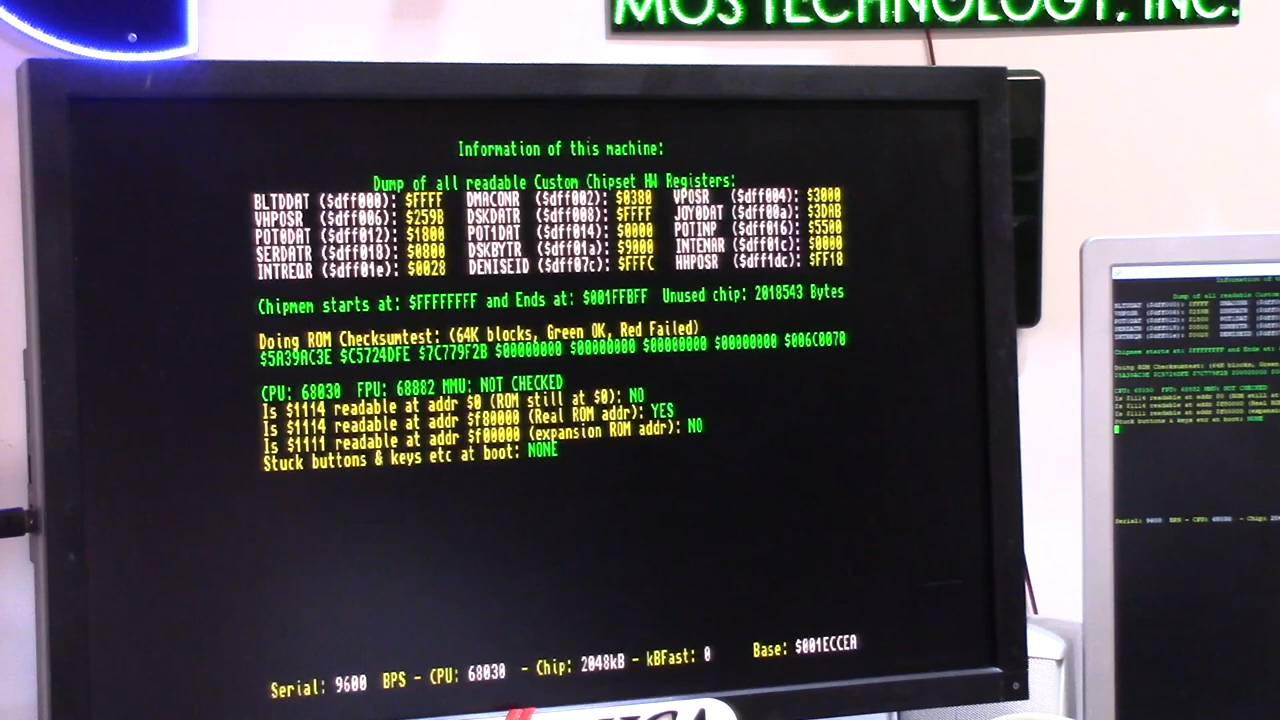 MOS TECHNOLOGY, INC.
Information of this machine:
Dump of all readable Custom Chipset HW Registers:
BLTDDAT ($dff000): $FFFF DMACONR ($dff002): $0380 VPOSR ($dff004): $3000
VHPOSR ($dff006): $259B DSKDATR ($dff008): $FFFF JOY0DAT ($dff00a): $3DAB
POT0DAT ($dff012): $1800 POT1DAT ($dff014): $0000 POTINP ($dff016): $5500
SERDATR ($dff018): $0800 DSKBYTR ($dff01a): $9000 INTENAR ($dff01c): $0000
INTREQR ($dff01e): $0028 DENISEID ($dff07c): $FFFC HHPOSR ($dff1dc): $FF18
Chipmem starts at: $FFFFFFFF and Ends at: $001FFBFF Unused chip: 2018543 Bytes
Doing ROM Checksumtest: (64K blocks, Green OK, Red Failed)
$5A39AC3E $C5724DFE $7C779F2B $00000000 $00000000 $00000000 $00000000 $006C0070
CPU: 68030 FPU: 68882 MMU: NOT CHECKED
Is $1114 readable at addr $0 (ROM still at $0): NO
Is $1114 readable at addr $f80000 (Real ROM addr): YES
Is $1111 readable at addr $f00000 (expansion ROM addr): NO
Stuck buttons & keys etc at boot: NONE
Serial: 9600 BPS - CPU: 68030 - Chip: 2048kB - kBFast: 0 Base: $001ECCEA